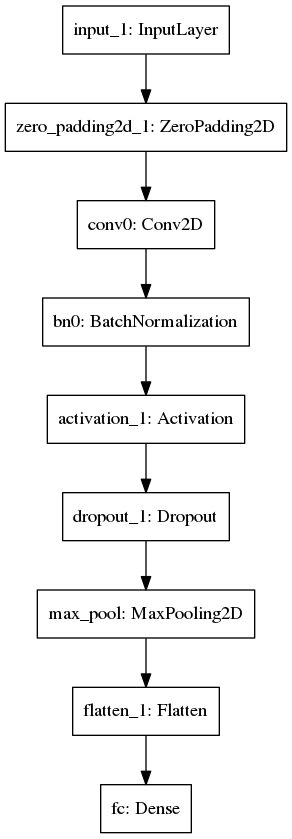 input_1: InputLayer
zero_padding2d_1: ZeroPadding2D
conv0: Conv2D
bn0: BatchNormalization
activation_1: Activation
dropout_1: Dropout
max_pool: MaxPooling2D
flatten_1: Flatten
fc: Dense